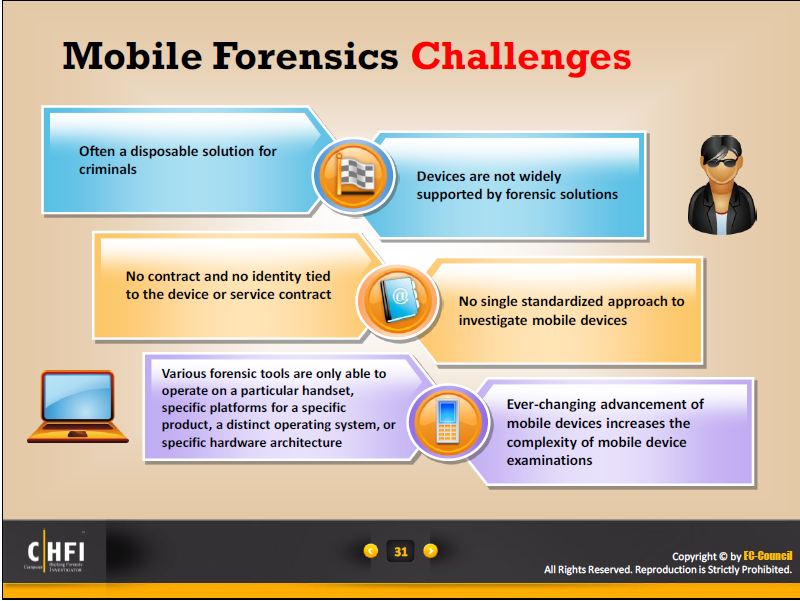 Mobile Forensics Challenges
Often a disposable solution for
criminals
Devices are not widely
supported by forensic solutions
No contract and no identity tied
to the device or service contract
No single standardized approach to
investigate mobile devices
Various forensic tools are only able to
operate on a particular handset,
specific platforms for a specific
product, a distinct operating system, or
specific hardware architecture
Ever-changing advancement of
mobile devices increases the
complexity of mobile device
examinations
@
CHFI
Computer Hacking Forensic
INVESTIGATOR
31
Copyright © by EC-Council
All Rights Reserved. Reproduction is Strictly Prohibited.